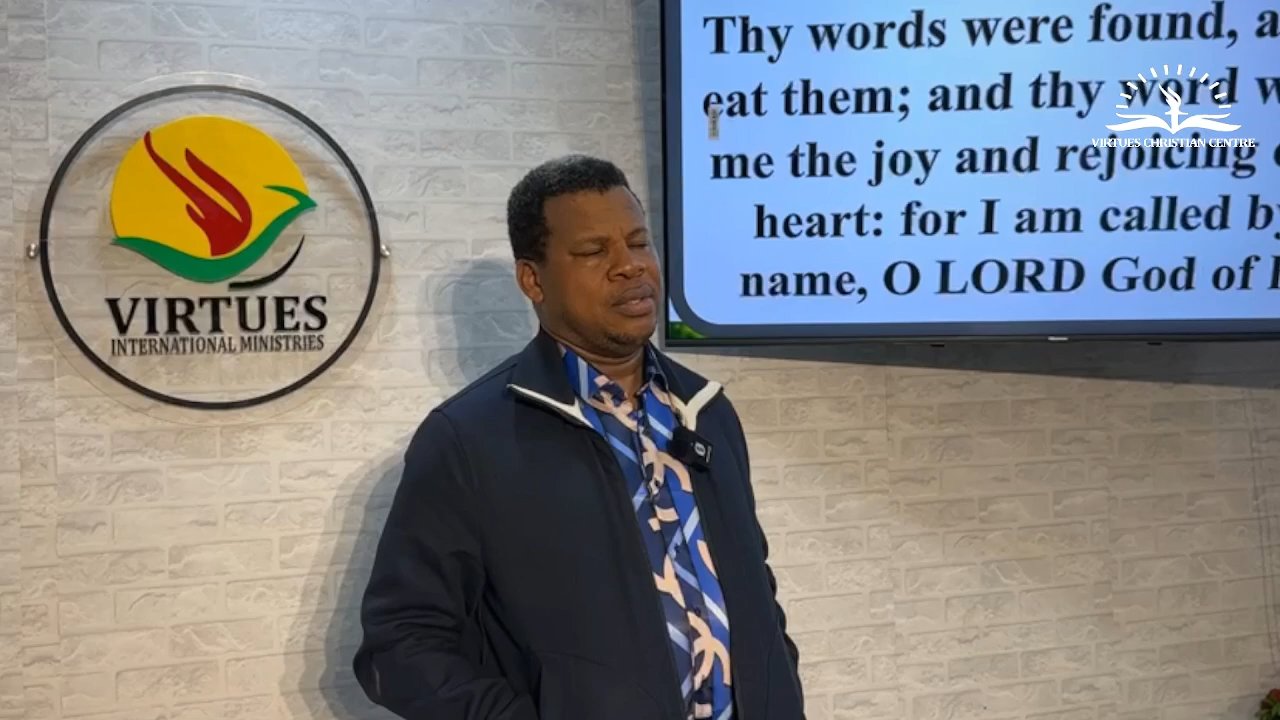 Thy words were found,
eat them; and thy word
me the joy and rejoicing
heart: for I am called
name, O LORD God of
VIRTUES CHRISTIAN CENTRE
VIRTUES
INTERNATIONAL MINISTRIES